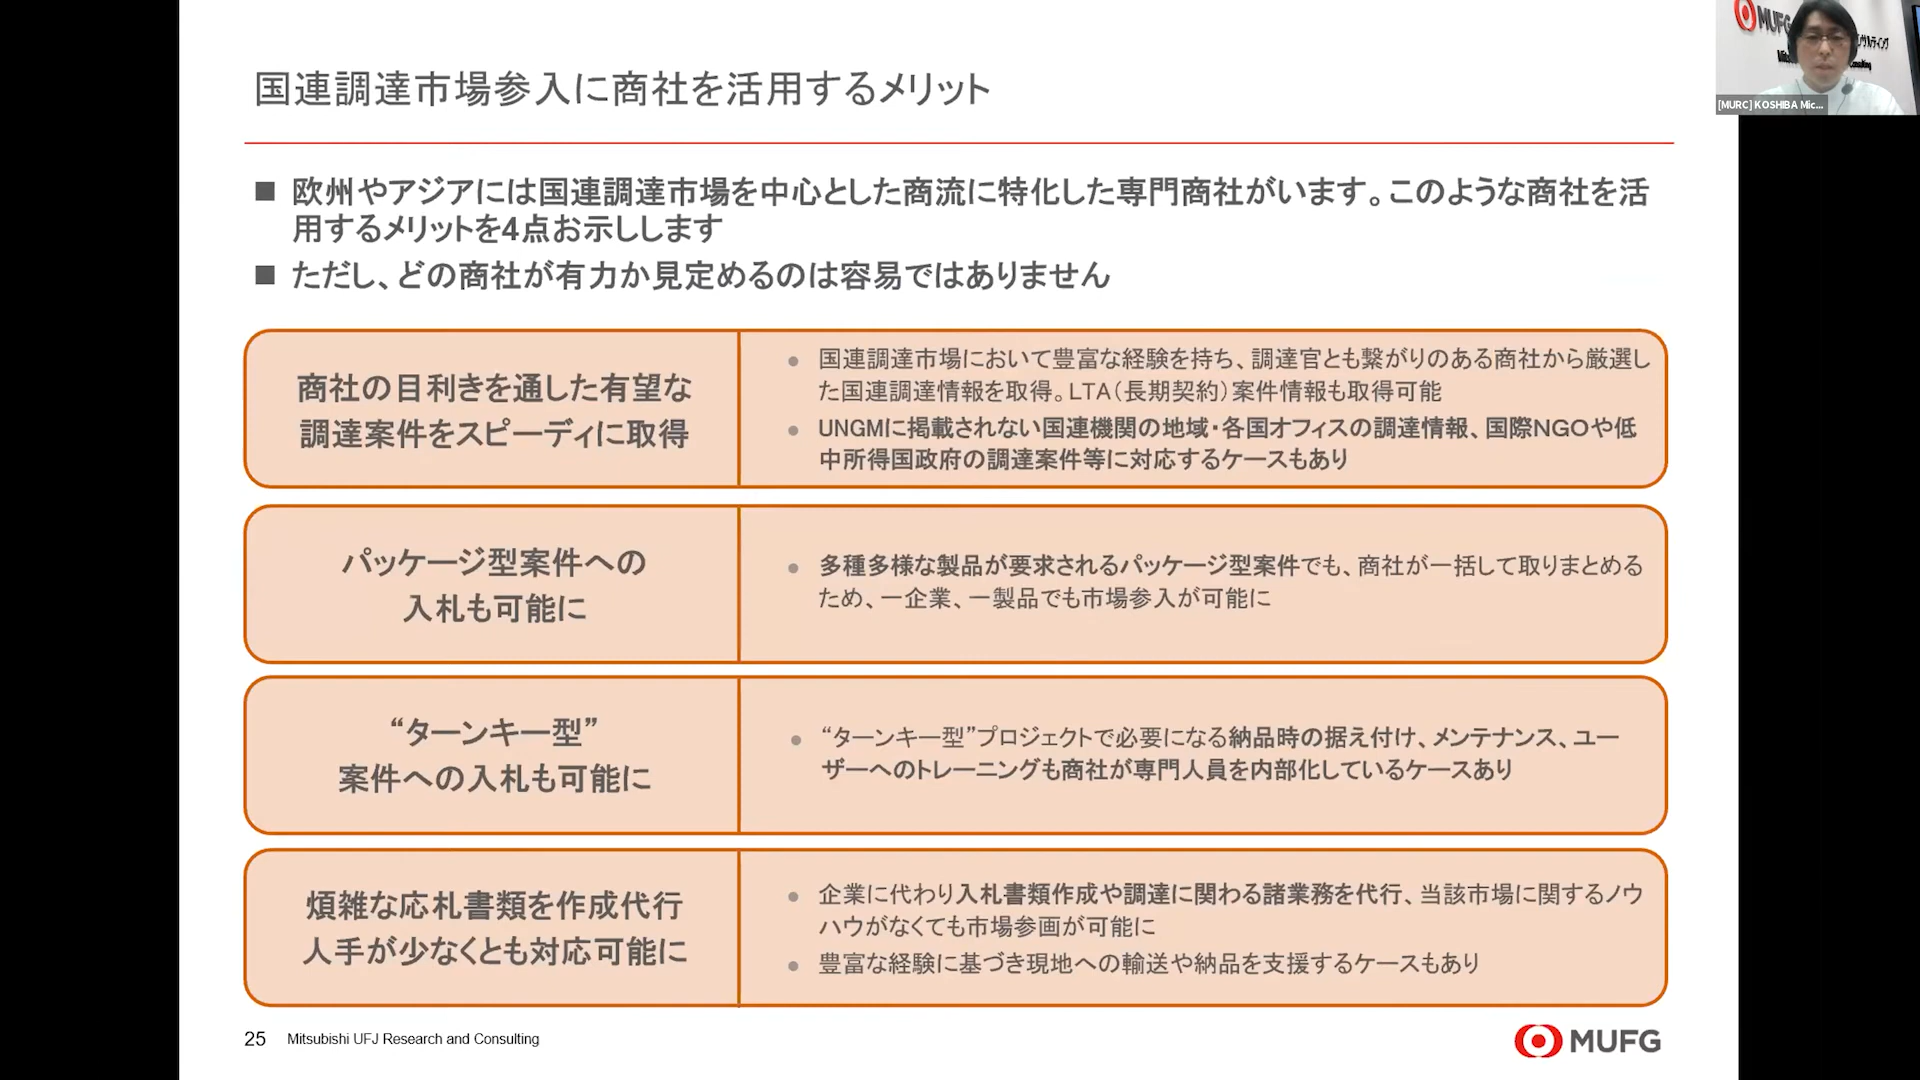 国連調達市場参入に商社を活用するメリット
■ 欧州やアジアには国連調達市場を中心とした商流に特化した専門商社がいます。このような商社を活
用するメリットを4点お示しします
■ ただし、どの商社が有力か見定めるのは容易ではありません
商社の目利きを通した有望な
調達案件をスピーディに取得
● 国連調達市場において豊富な経験を持ち、調達官とも繋がりのある商社から厳選し
た国連調達情報を取得。LTA(長期契約)案件情報も取得可能
● UNGMに掲載されない国連機関の地域・各国オフィスの調達情報、国際NGOや低
中所得国政府の調達案件等に対応するケースもあり
パッケージ型案件への
入札も可能に
● 多種多様な製品が要求されるパッケージ型案件でも、商社が一括して取りまとめる
ため、一企業、一製品でも市場参入が可能に
“ターンキー型”
案件への入札も可能に
● “ターンキー型”プロジェクトで必要になる納品時の据え付け、メンテナンス、ユー
ザーへのトレーニングも商社が専門人員を内部化しているケースあり
煩雑な応札書類を作成代行
人手が少なくとも対応可能に
● 企業に代わり入札書類作成や調達に関わる諸業務を代行、当該市場に関するノウ
ハウがなくても市場参画が可能に
● 豊富な経験に基づき現地への輸送や納品を支援するケースもあり
25 Mitsubishi UFJ Research and Consulting
MUFG
[MURC] KOSHIBA Mic...